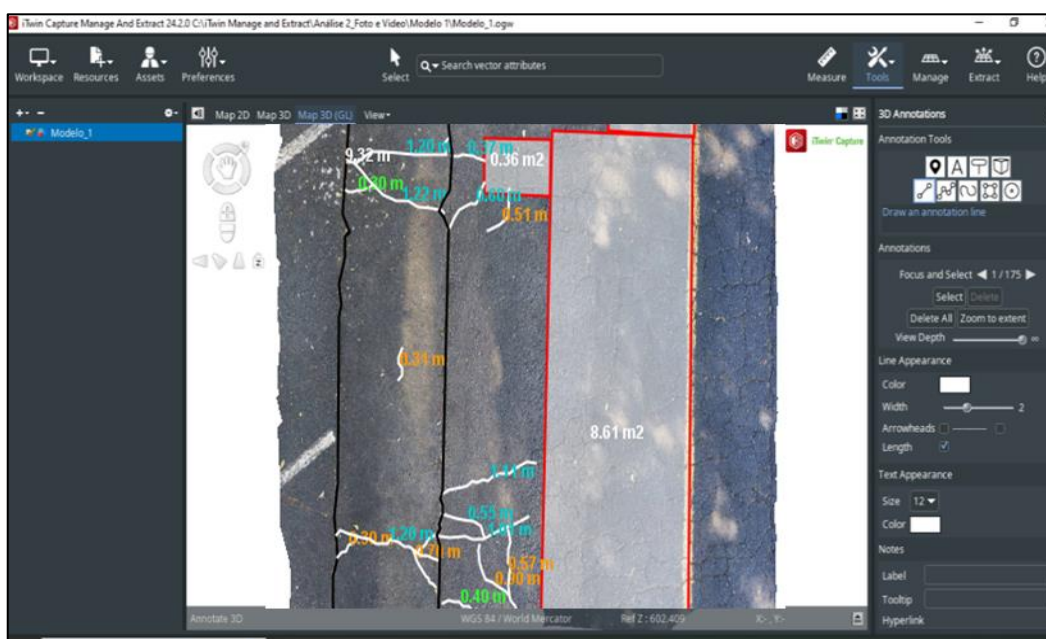 iTwin Capture Manage And Extract 24.2.0 C:\iTwin Manage and Extract\Análise 2_Foto e Video\Modelo 1\Modelo_1.ogw
Workspace Resources Assets Preferences Select Search vector attributes Measure Tools Manage Extract Help
Map 2D Map 3D Map 3D (GL) View
Modelo_1
iTwin Capture
9.32 m
1.20 m
0.36 m2
0.30 m
1.22 m
0.60 m
0.51 m
0.31 m
8.61 m2
1.11 m
0.55 m
1.20 m
0.57 m
0.40 m
Annotate 3D WGS 84 / World Mercator Ref Z : 602.409 X:- , Y:-
3D Annotations
Annotation Tools
A
Draw an annotation line
Annotations
Focus and Select 1 / 175
Select Delete
Delete All Zoom to extent
View Depth ∞
Line Appearance
Color
Width 2
Arrowheads
Length
Text Appearance
Size 12
Color
Notes
Label
Tooltip
Hyperlink